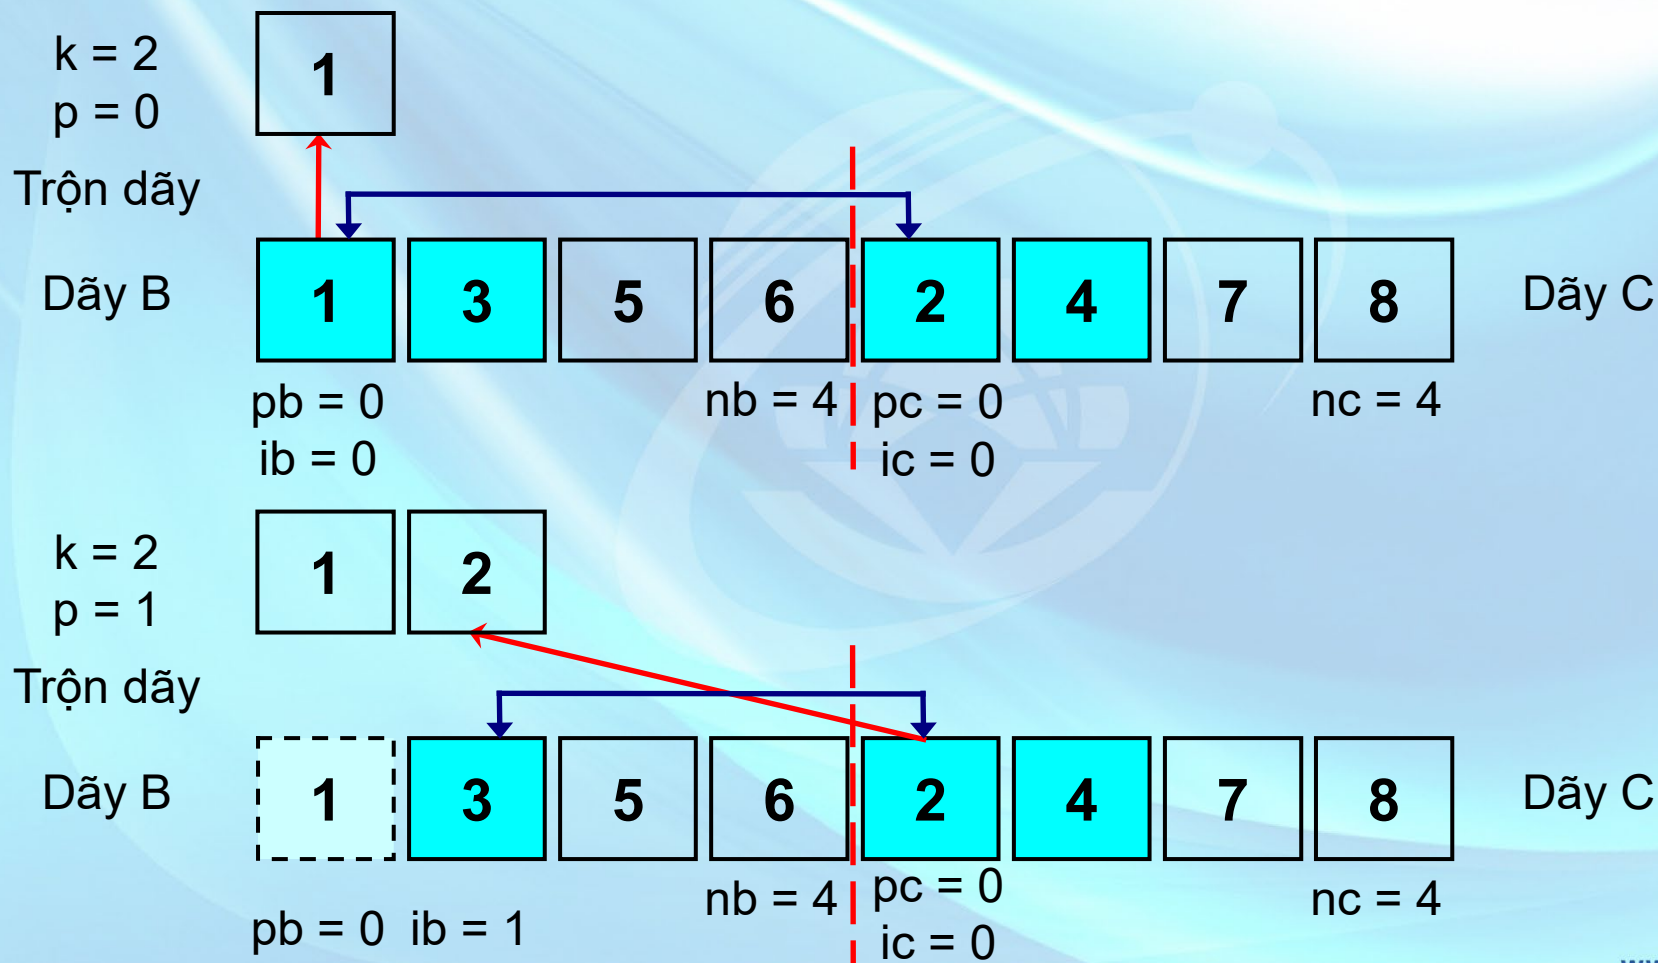 k = 2
p = 0
1
Trộn dãy
Dãy B
1 3 5 6 2 4 7 8
Dãy C
pb = 0
nb = 4
pc = 0
nc = 4
ib = 0
ic = 0
k = 2
p = 1
1 2
Trộn dãy
Dãy B
1 3 5 6 2 4 7 8
Dãy C
pb = 0 ib = 1
nb = 4
pc = 0
nc = 4
ic = 0